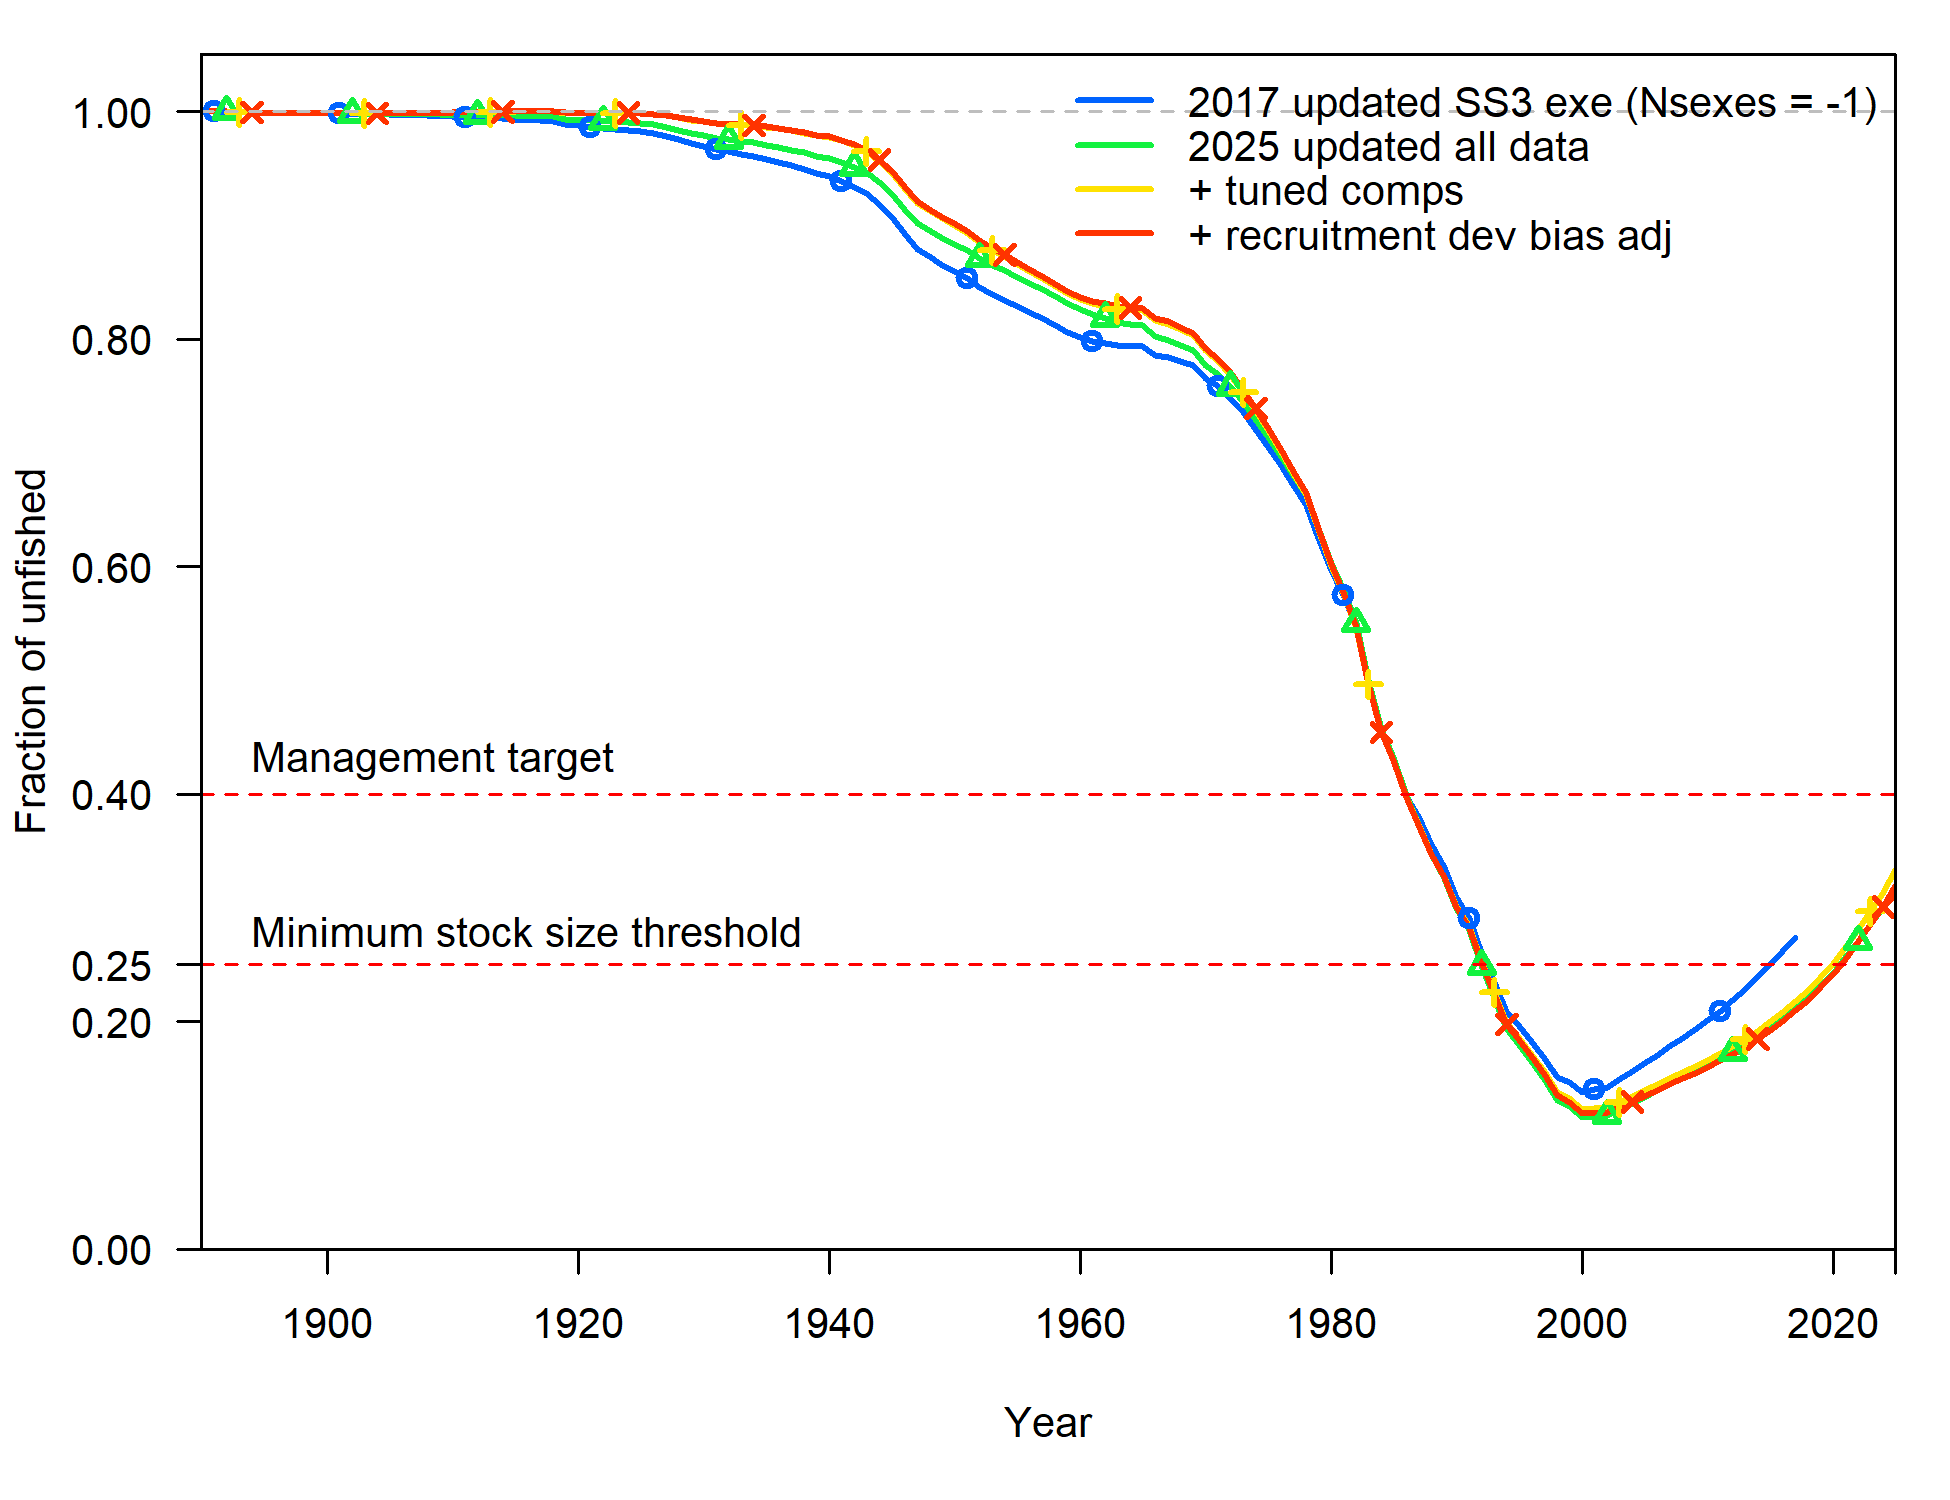 2017 updated SS3 exe (Nsexes = -1)
2025 updated all data
+ tuned comps
+ recruitment dev bias adj
1.00
0.80
0.60
0.40
0.25
0.20
0.00
Fraction of unfished
Management target
Minimum stock size threshold
1900 1920 1940 1960 1980 2000 2020
Year